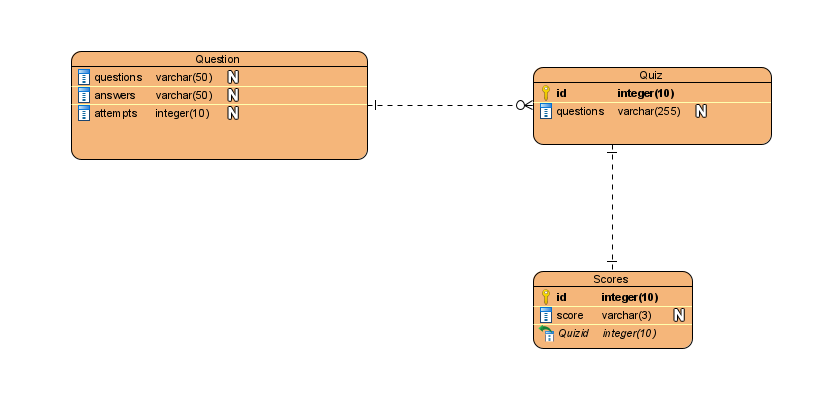 Question
questions varchar(50) N
answers varchar(50) N
attempts integer(10) N
Quiz
id integer(10)
questions varchar(255) N
Scores
id integer(10)
score varchar(3) N
Quizid integer(10)